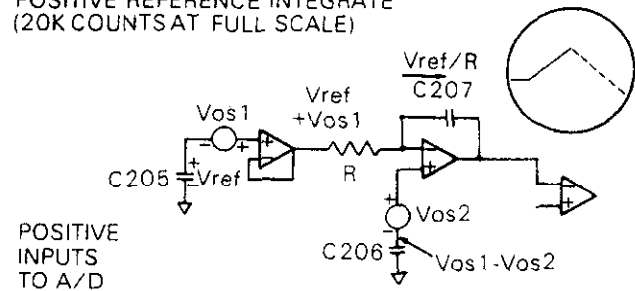 POSITIVE REFERENCE INTEGRATE
(20K COUNTS AT FULL SCALE)
Vref/R
C207
Vos1
Vref
+Vos1
C205
Vref
R
Vos2
C206
Vos1-Vos2
POSITIVE
INPUTS
TO A/D